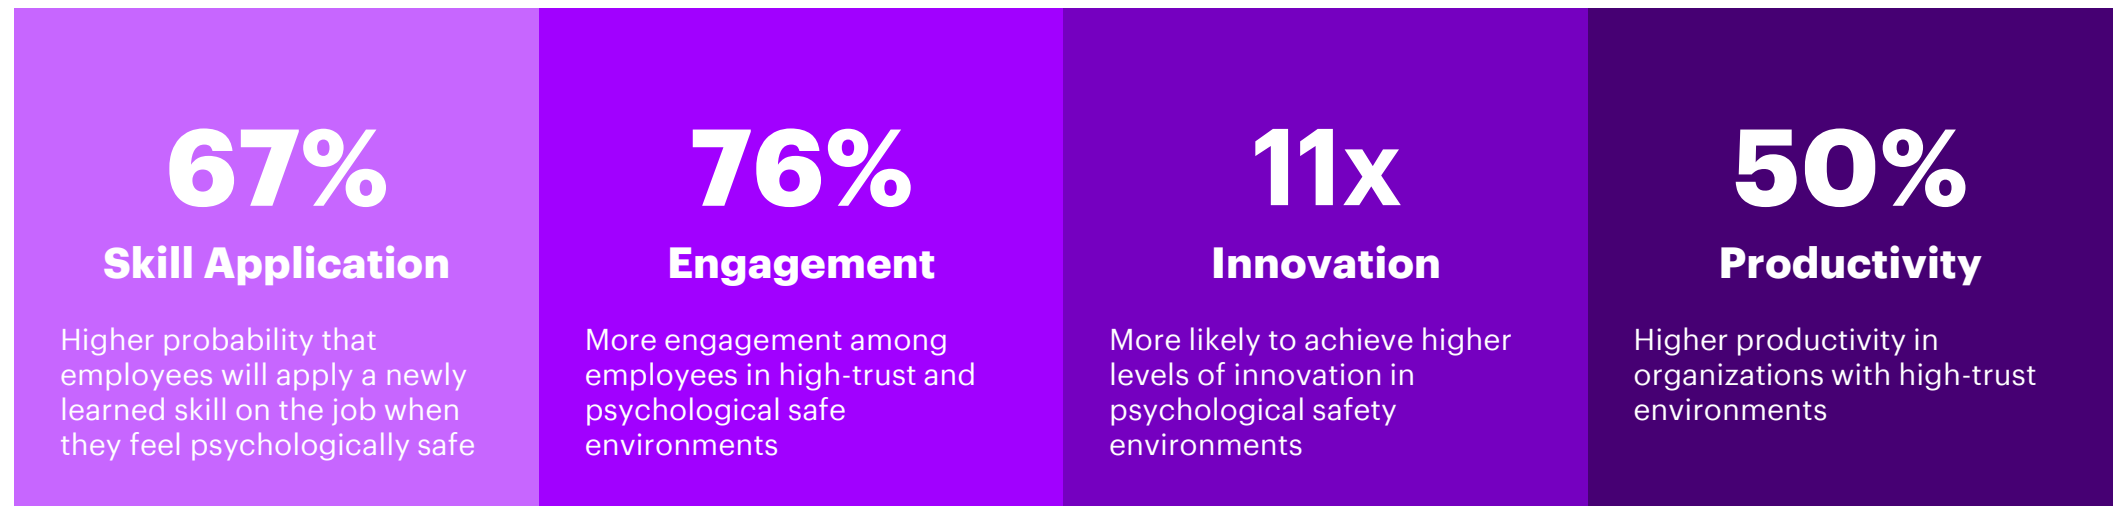 67%
Skill Application
Higher probability that
employees will apply a newly
learned skill on the job when
they feel psychologically safe
76%
Engagement
More engagement among
employees in high-trust and
psychological safe
environments
11x
Innovation
More likely to achieve higher
levels of innovation in
psychological safety
environments
50%
Productivity
Higher productivity in
organizations with high-trust
environments